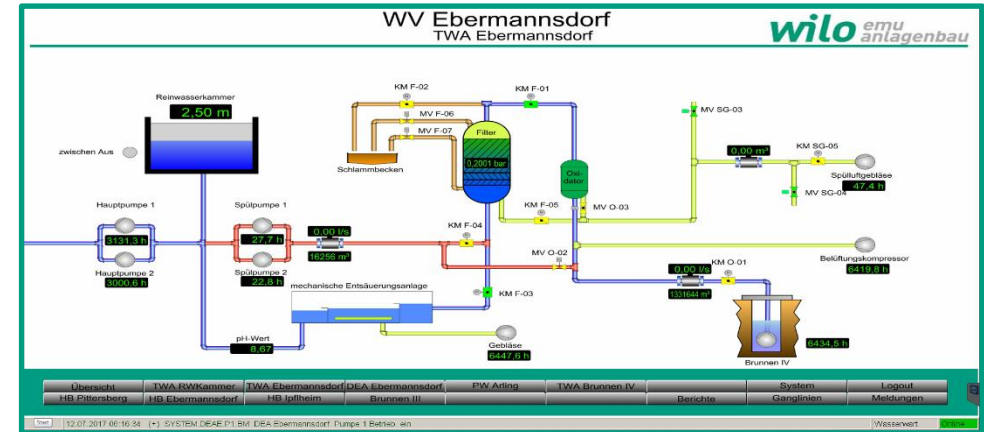 WV Ebermannsdorf
TWA Ebermannsdorf
wilo emu anlagenbau
KM F-02
KM F-01
Reinwasserkammer
2,50 m
MV F-06
MV F-07
Filter
0,2001 bar
MV SG-03
zwischen Aus
Schlammbecken
Oxi-
dator
0,00 m³
KM SG-05
Spülluftgebläse
47,4 h
MV SG-04
Hauptpumpe 1
3131,3 h
Hauptpumpe 2
3000,6 h
Spülpumpe 1
27,7 h
Spülpumpe 2
22,8 h
0,00 l/s
16256 m³
KM F-04
KM F-05
MV O-03
MV O-02
Belüftungskompressor
6419,8 h
0,00 l/s
1331644 m³
KM O-01
mechanische Entsäuerungsanlage
KM F-03
pH-Wert
8,67
Gebläse
6447,6 h
6434,5 h
Brunnen IV
Übersicht TWA RWKammer TWA Ebermannsdorf DEA Ebermannsdorf PW Arling TWA Brunnen IV System Logout
HB Pittersberg HB Ebermannsdorf HB Ipflheim Brunnen III Berichte Ganglinien Meldungen
Start 12.07.2017 06:16:34 (+) SYSTEM.DEAE.P1.BM DEA Ebermannsdorf Pumpe 1 Betrieb ein Wasserwart Online